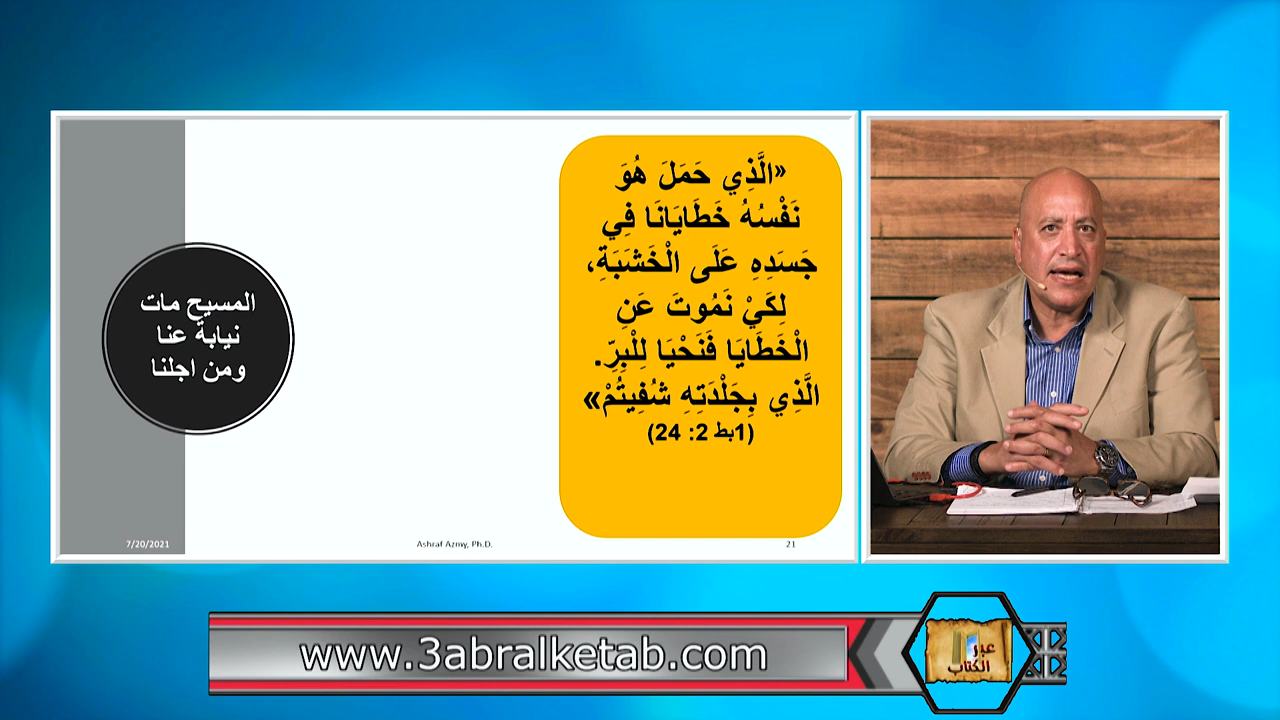 «الَّذِي حَمَلَ هُوَ
نَفْسُهُ خَطَايَانَا فِي
جَسَدِهِ عَلَى الْخَشَبَةِ،
لِكَيْ نَمُوتَ عَنِ
الْخَطَايَا فَنَحْيَا لِلْبِرِّ.
الَّذِي بِجَلْدَتِهِ شُفِيتُمْ»
(1بط 2: 24)
المسيح مات
نيابة عنا
ومن اجلنا
7/20/2021
Ashraf Azmy, Ph.D.
21
www.3abralketab.com
عبر
الكتاب